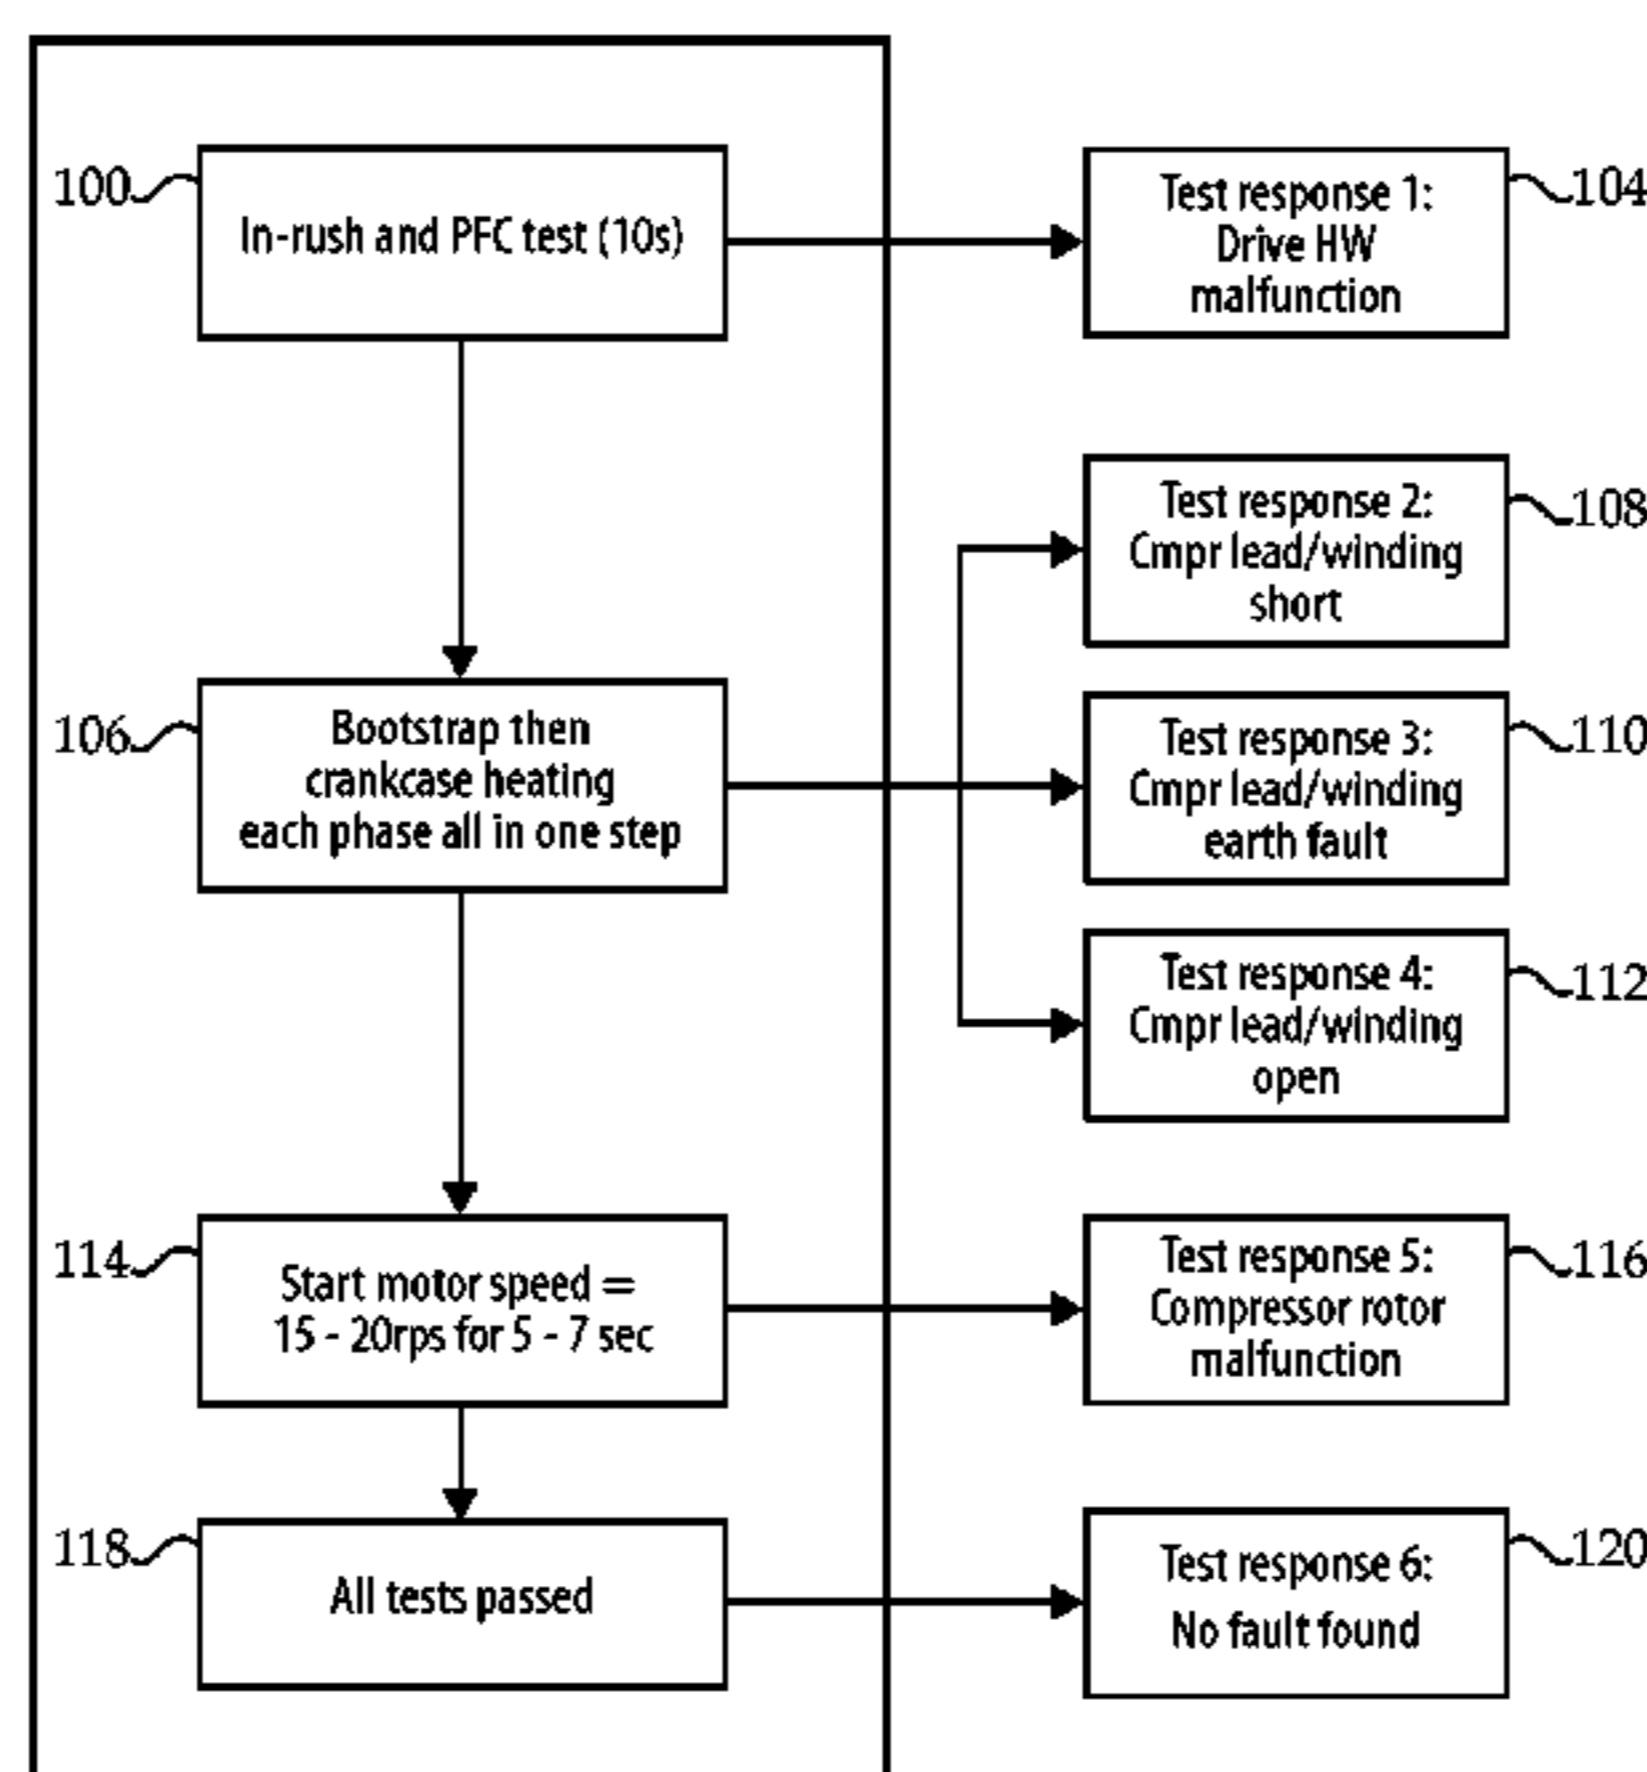 100
In-rush and PFC test (10s)
Test response 1:
Drive HW
malfunction
104
Test response 2:
Cmpr lead/winding
short
108
106
Bootstrap then
crankcase heating
each phase all in one step
Test response 3:
Cmpr lead/winding
earth fault
110
Test response 4:
Cmpr lead/winding
open
112
114
Start motor speed =
15 - 20rps for 5 - 7 sec
Test response 5:
Compressor rotor
malfunction
116
118
All tests passed
Test response 6:
No fault found
120